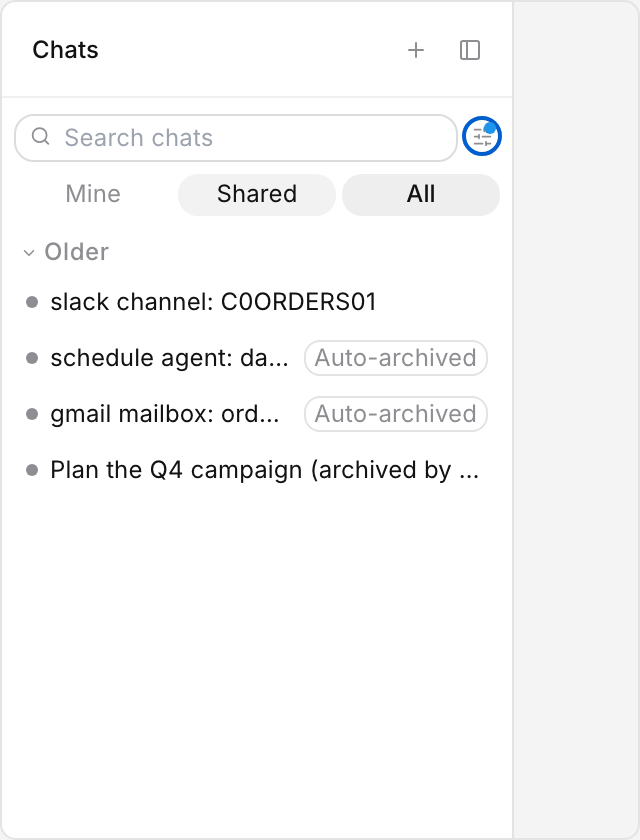 Chats
Search chats
Mine Shared All
Older
slack channel: C0ORDERS01
schedule agent: da... Auto-archived
gmail mailbox: ord... Auto-archived
Plan the Q4 campaign (archived by ...